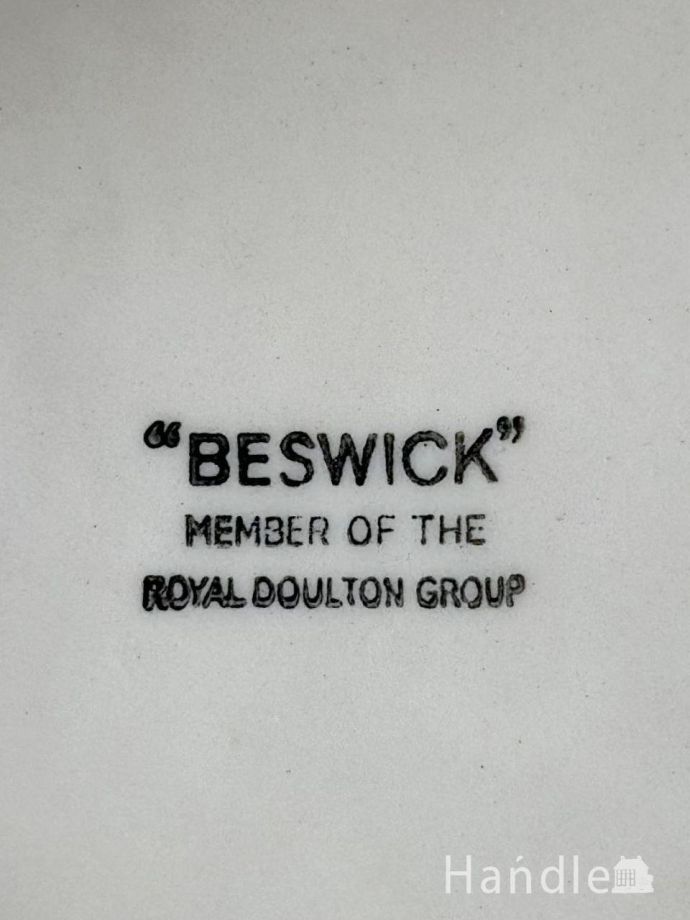 “BESWICK”
MEMBER OF THE
ROYAL DOULTON GROUP
Handle